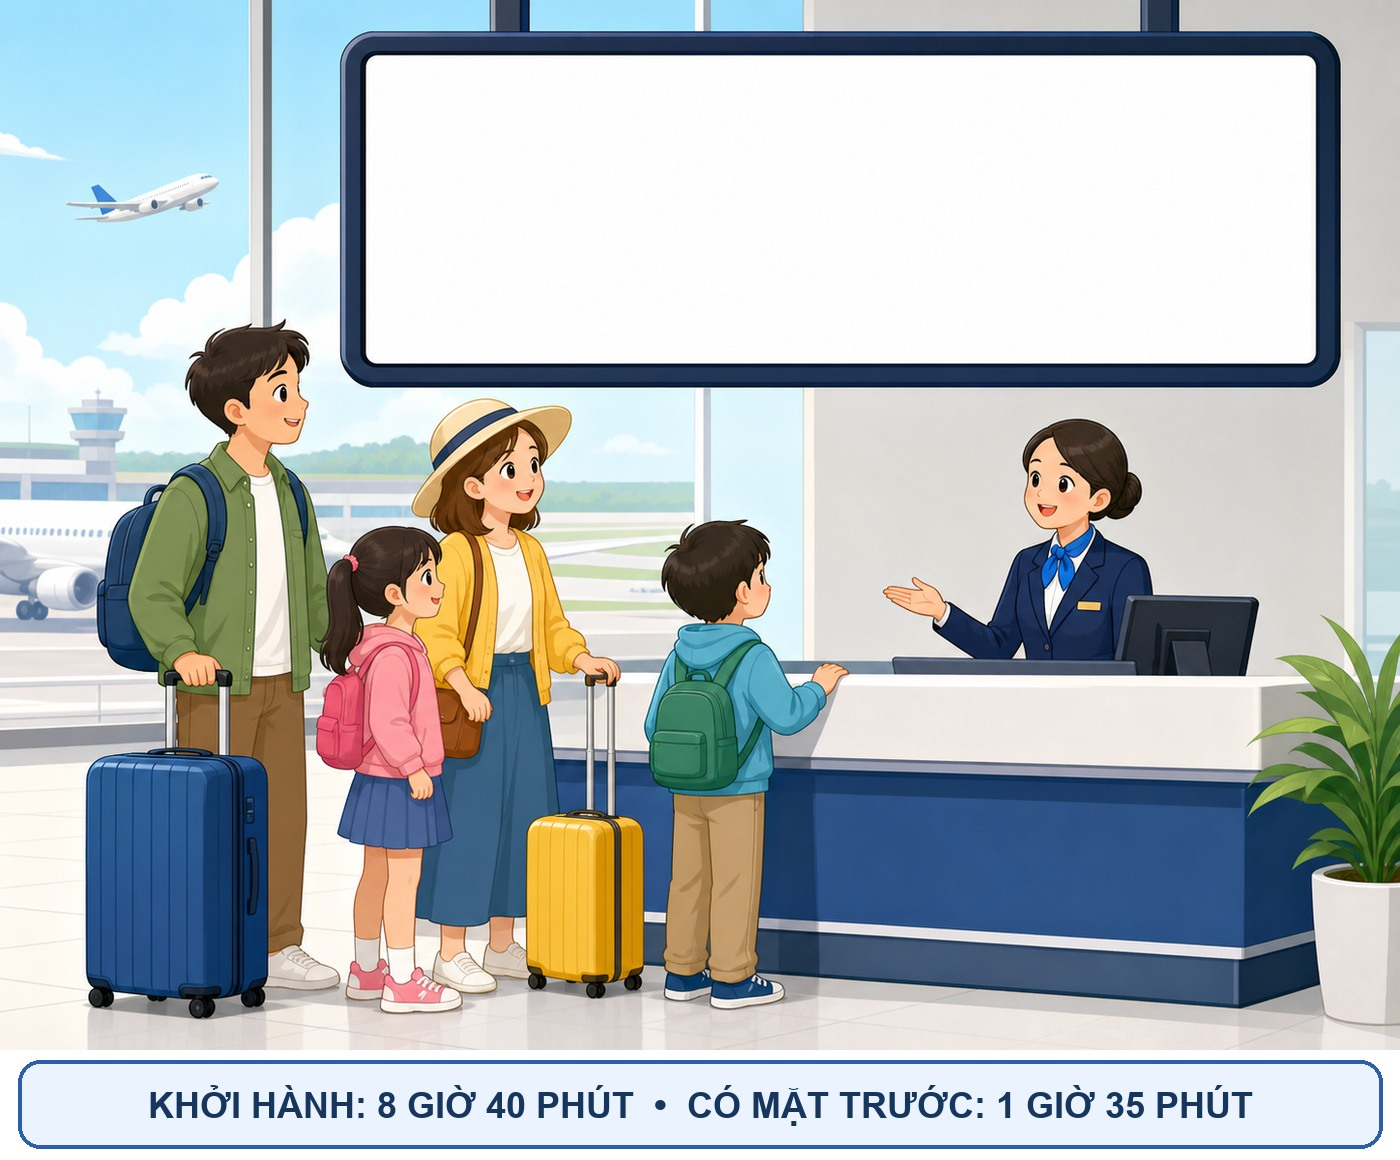 KHỞI HÀNH: 8 GIỜ 40 PHÚT • CÓ MẶT TRƯỚC: 1 GIỜ 35 PHÚT